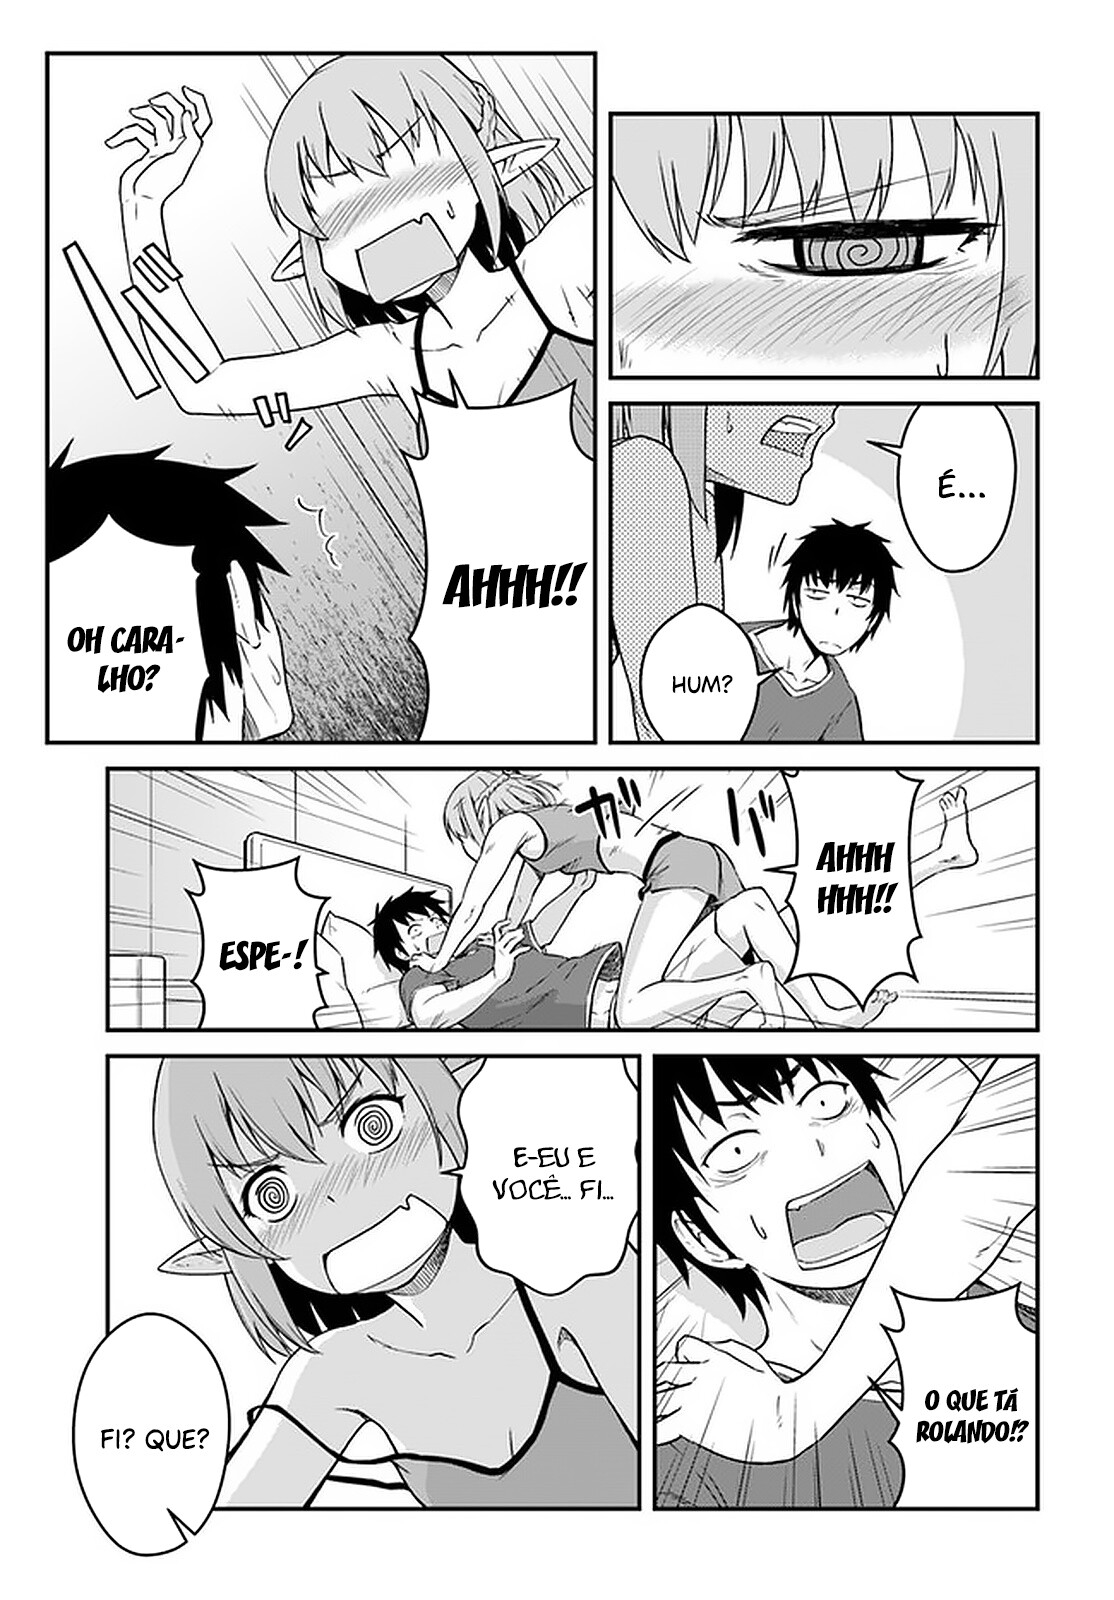 É...
HUM?
AHHH!!
OH CARA-
LHO?
AHHH
HHH!!
ESPE-!
O QUE TÁ
ROLANDO!?
E-EU E
VOCÊ... FI...
FI? QUE?